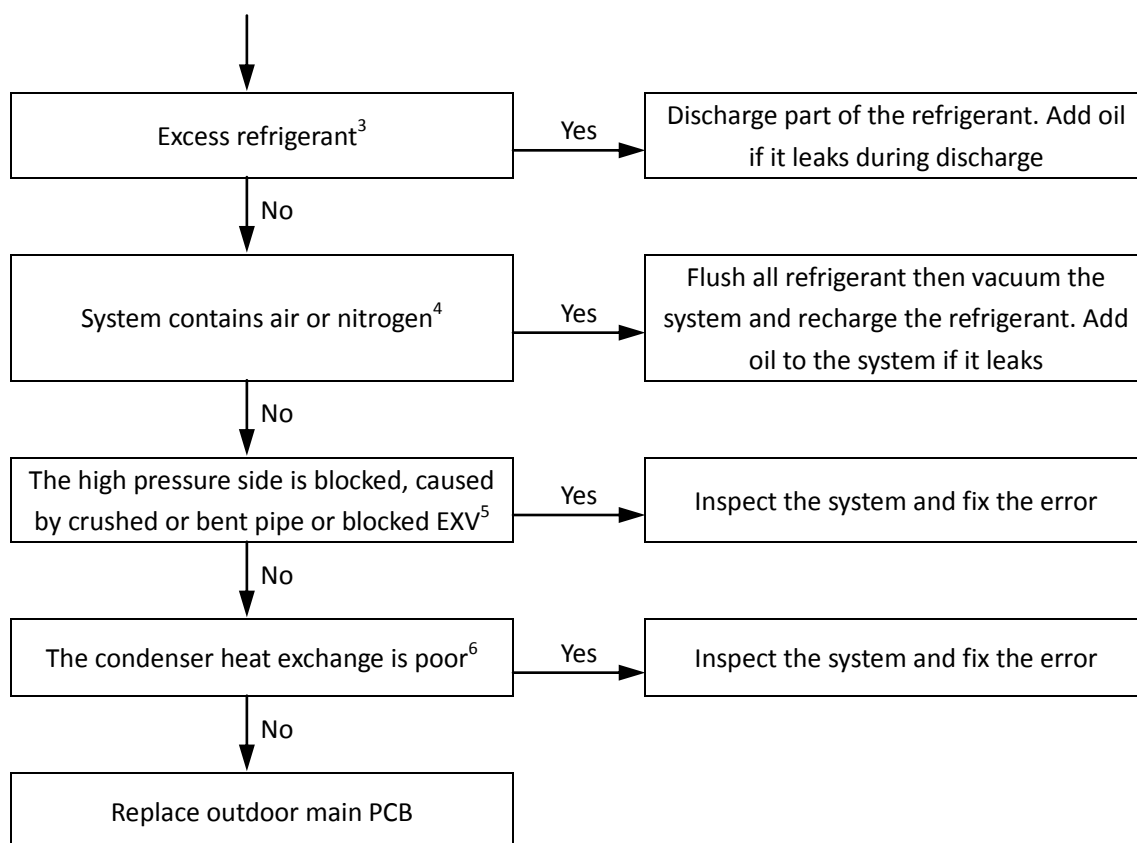 Excess refrigerant³
Yes
Discharge part of the refrigerant. Add oil
if it leaks during discharge
No
System contains air or nitrogen⁴
Yes
Flush all refrigerant then vacuum the
system and recharge the refrigerant. Add
oil to the system if it leaks
No
The high pressure side is blocked, caused
by crushed or bent pipe or blocked EXV⁵
Yes
Inspect the system and fix the error
No
The condenser heat exchange is poor⁶
Yes
Inspect the system and fix the error
No
Replace outdoor main PCB